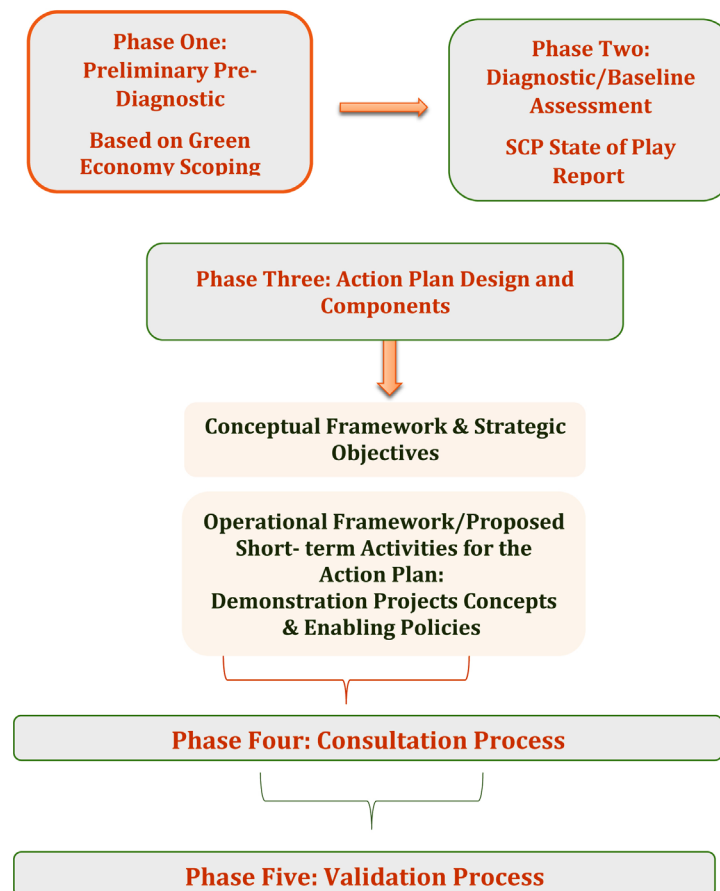 Phase One:
Preliminary Pre-
Diagnostic
Based on Green
Economy Scoping
Phase Two:
Diagnostic/Baseline
Assessment
SCP State of Play
Report
Phase Three: Action Plan Design and
Components
Conceptual Framework & Strategic
Objectives
Operational Framework/Proposed
Short- term Activities for the
Action Plan:
Demonstration Projects Concepts
& Enabling Policies
Phase Four: Consultation Process
Phase Five: Validation Process